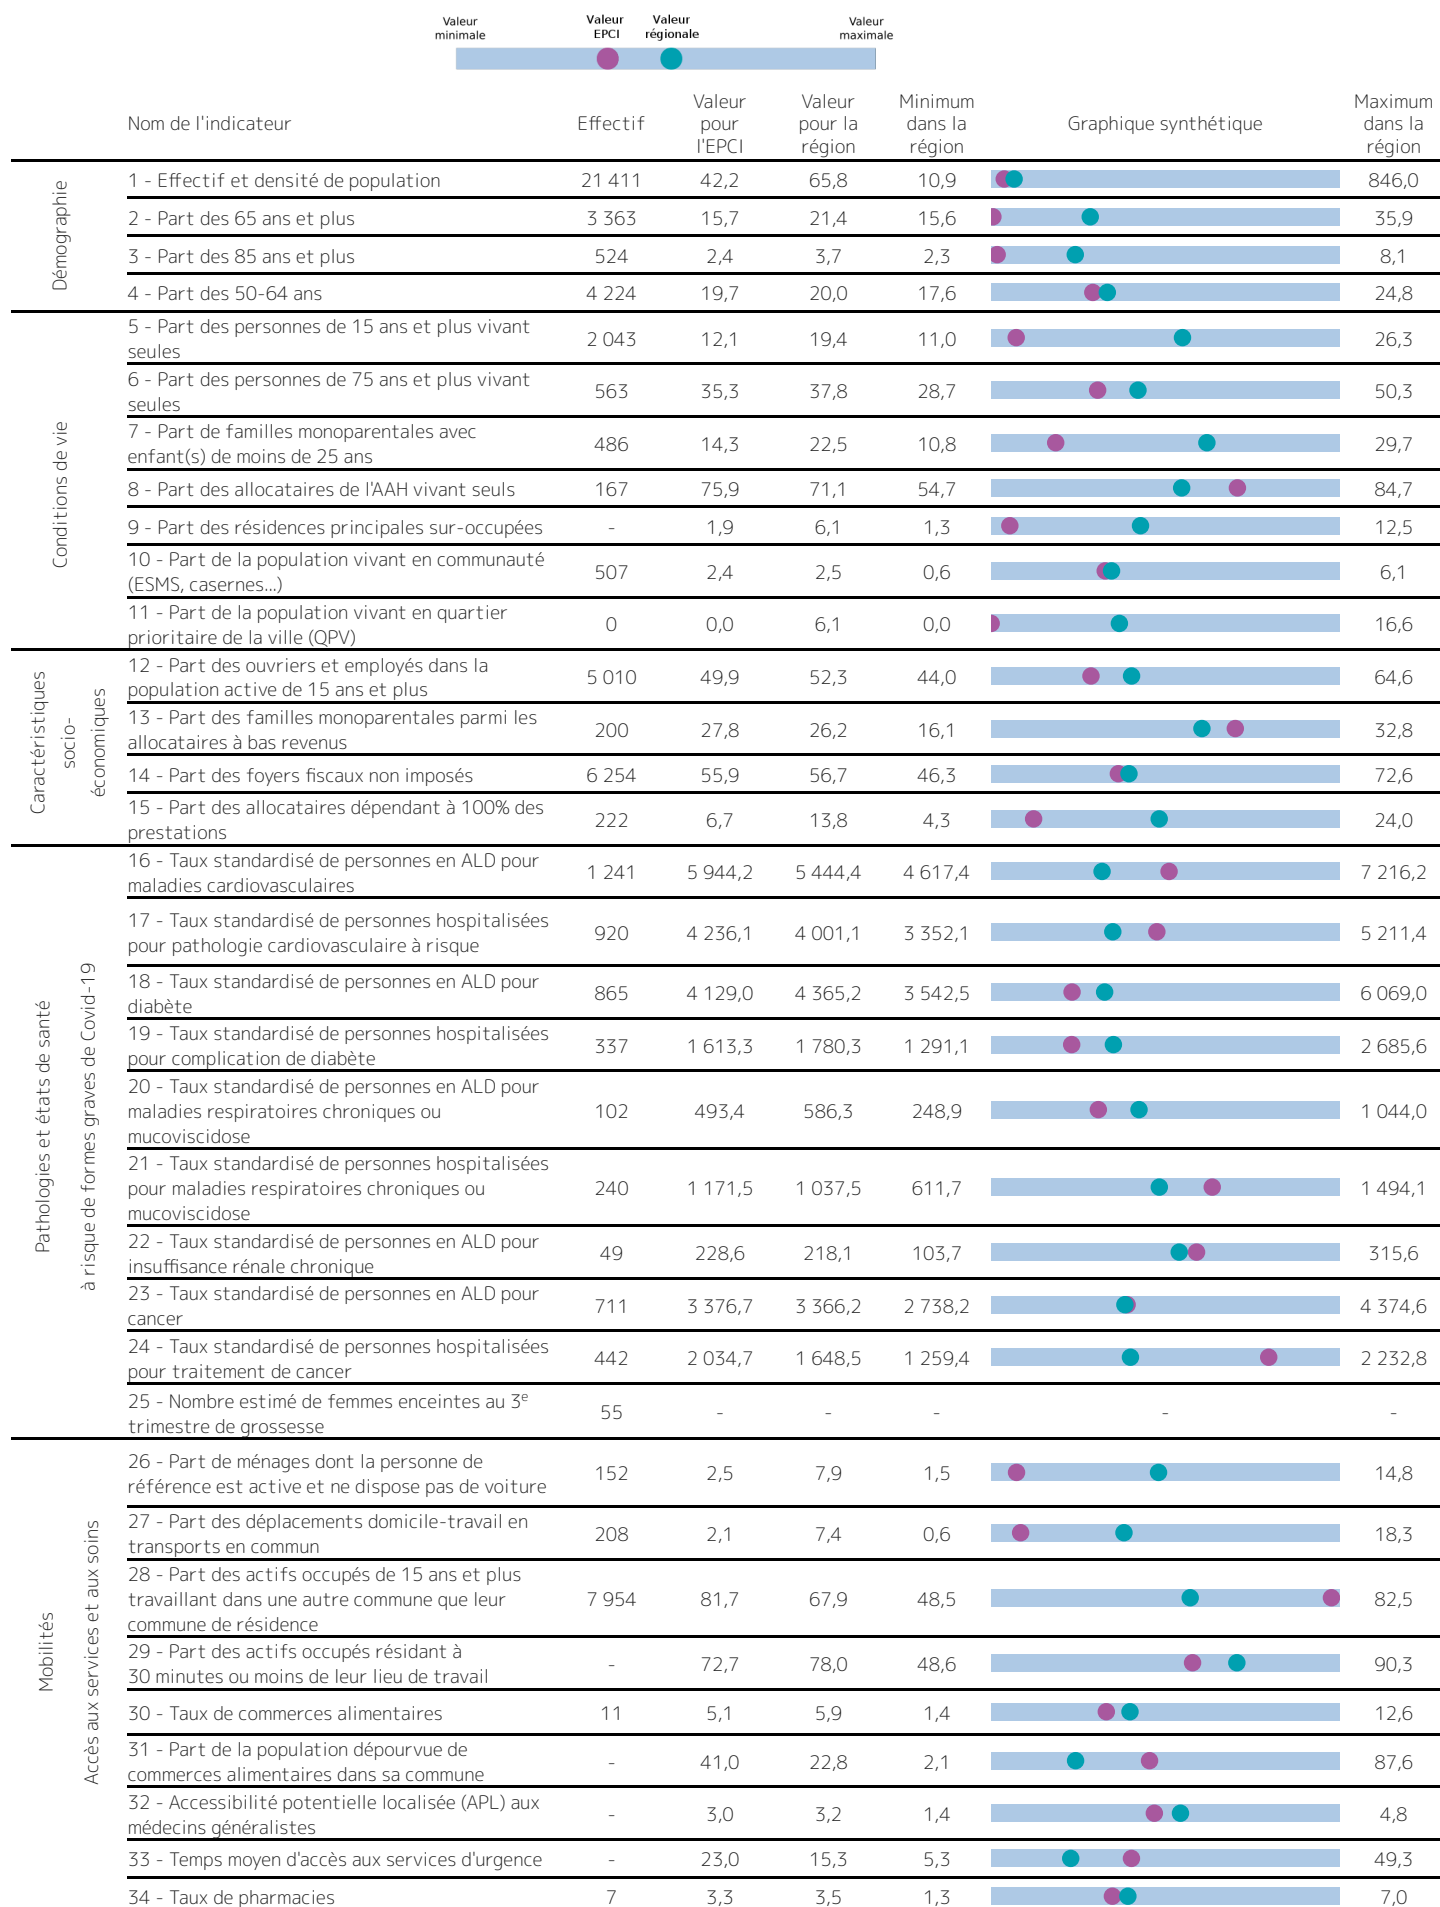 Valeur minimale
Valeur EPCI
Valeur régionale
Valeur maximale
Nom de l'indicateur Effectif Valeur pour l'EPCI Valeur pour la région Minimum dans la région Graphique synthétique Maximum dans la région
Démographie
1 - Effectif et densité de population 21 411 42,2 65,8 10,9 846,0
2 - Part des 65 ans et plus 3 363 15,7 21,4 15,6 35,9
3 - Part des 85 ans et plus 524 2,4 3,7 2,3 8,1
4 - Part des 50-64 ans 4 224 19,7 20,0 17,6 24,8
Conditions de vie
5 - Part des personnes de 15 ans et plus vivant
seules 2 043 12,1 19,4 11,0 26,3
6 - Part des personnes de 75 ans et plus vivant
seules 563 35,3 37,8 28,7 50,3
7 - Part de familles monoparentales avec
enfant(s) de moins de 25 ans 486 14,3 22,5 10,8 29,7
8 - Part des allocataires de l'AAH vivant seuls 167 75,9 71,1 54,7 84,7
9 - Part des résidences principales sur-occupées - 1,9 6,1 1,3 12,5
10 - Part de la population vivant en communauté
(ESMS, casernes...) 507 2,4 2,5 0,6 6,1
11 - Part de la population vivant en quartier
prioritaire de la ville (QPV) 0 0,0 6,1 0,0 16,6
Caractéristiques
socio-
économiques
12 - Part des ouvriers et employés dans la
population active de 15 ans et plus 5 010 49,9 52,3 44,0 64,6
13 - Part des familles monoparentales parmi les
allocataires à bas revenus 200 27,8 26,2 16,1 32,8
14 - Part des foyers fiscaux non imposés 6 254 55,9 56,7 46,3 72,6
15 - Part des allocataires dépendant à 100% des
prestations 222 6,7 13,8 4,3 24,0
Pathologies et états de santé
à risque de formes graves de Covid-19
16 - Taux standardisé de personnes en ALD pour
maladies cardiovasculaires 1 241 5 944,2 5 444,4 4 617,4 7 216,2
17 - Taux standardisé de personnes hospitalisées
pour pathologie cardiovasculaire à risque 920 4 236,1 4 001,1 3 352,1 5 211,4
18 - Taux standardisé de personnes en ALD pour
diabète 865 4 129,0 4 365,2 3 542,5 6 069,0
19 - Taux standardisé de personnes hospitalisées
pour complication de diabète 337 1 613,3 1 780,3 1 291,1 2 685,6
20 - Taux standardisé de personnes en ALD pour
maladies respiratoires chroniques ou
mucoviscidose 102 493,4 586,3 248,9 1 044,0
21 - Taux standardisé de personnes hospitalisées
pour maladies respiratoires chroniques ou
mucoviscidose 240 1 171,5 1 037,5 611,7 1 494,1
22 - Taux standardisé de personnes en ALD pour
insuffisance rénale chronique 49 228,6 218,1 103,7 315,6
23 - Taux standardisé de personnes en ALD pour
cancer 711 3 376,7 3 366,2 2 738,2 4 374,6
24 - Taux standardisé de personnes hospitalisées
pour traitement de cancer 442 2 034,7 1 648,5 1 259,4 2 232,8
25 - Nombre estimé de femmes enceintes au 3e
trimestre de grossesse 55 - - - - -
Mobilités
Accès aux services et aux soins
26 - Part de ménages dont la personne de
référence est active et ne dispose pas de voiture 152 2,5 7,9 1,5 14,8
27 - Part des déplacements domicile-travail en
transports en commun 208 2,1 7,4 0,6 18,3
28 - Part des actifs occupés de 15 ans et plus
travaillant dans une autre commune que leur
commune de résidence 7 954 81,7 67,9 48,5 82,5
29 - Part des actifs occupés résidant à
30 minutes ou moins de leur lieu de travail - 72,7 78,0 48,6 90,3
30 - Taux de commerces alimentaires 11 5,1 5,9 1,4 12,6
31 - Part de la population dépourvue de
commerces alimentaires dans sa commune - 41,0 22,8 2,1 87,6
32 - Accessibilité potentielle localisée (APL) aux
médecins généralistes - 3,0 3,2 1,4 4,8
33 - Temps moyen d'accès aux services d'urgence - 23,0 15,3 5,3 49,3
34 - Taux de pharmacies 7 3,3 3,5 1,3 7,0